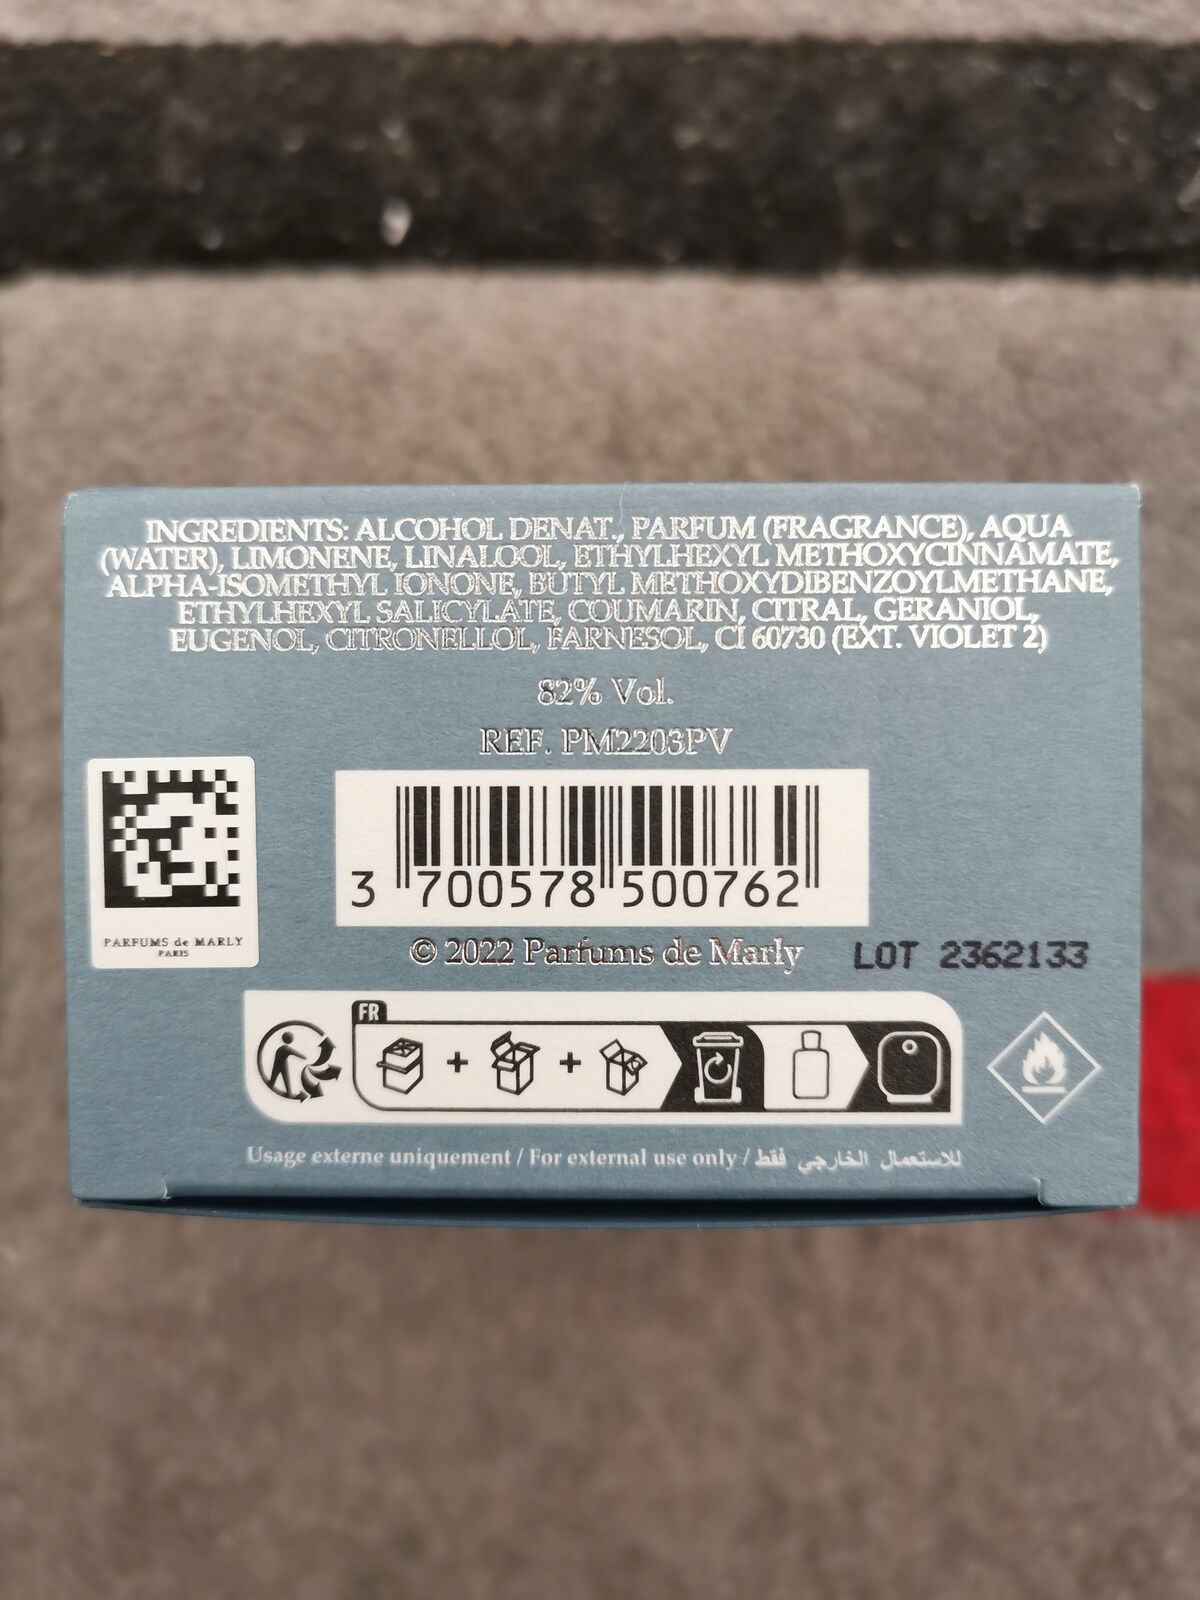 INGREDIENTS: ALCOHOL DENAT., PARFUM (FRAGRANCE), AQUA
(WATER), LIMONENE, LINALOOL, ETHYLHEXYL METHOXYCINNAMATE,
ALPHA-ISOMETHYL IONONE, BUTYL METHOXYDIBENZOYLMETHANE,
ETHYLHEXYL SALICYLATE, COUMARIN, CITRAL, GERANIOL,
EUGENOL, CITRONELLOL, FARNESOL, CI 60730 (EXT. VIOLET 2)
82% Vol.
REF. PM2203PV
3 700578 500762
PARFUMS de MARLY
PARIS
© 2022 Parfums de Marly
LOT 2362133
FR
Usage externe uniquement / For external use only / للاستعمال الخارجي فقط